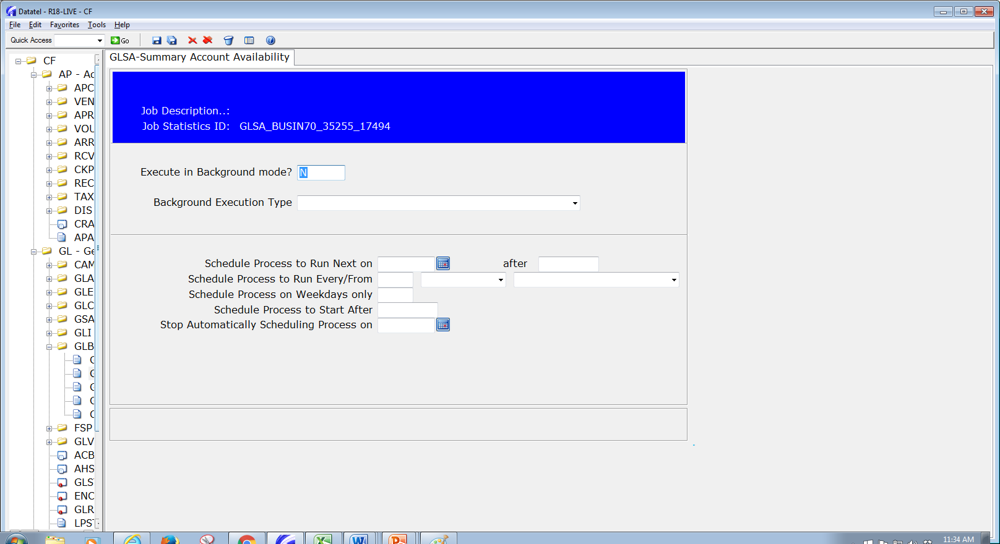 Datatel - R18-LIVE - CF
File Edit Favorites Tools Help
Quick Access Go
CF
AP - Ac
APC
VEN
APR
VOU
ARR
RCV
CKP
REC
TAX
DIS
CRA
APA
GL - Ge
CAM
GLA
GLE
GLC
GSA
GLI
GLB
G
G
G
G
FSP
GLV
ACB
AHS
GLS
ENC
GLR
LPS
GLSA-Summary Account Availability
Job Description..:
Job Statistics ID: GLSA_BUSIN70_35255_17494
Execute in Background mode? N
Background Execution Type
Schedule Process to Run Next on after
Schedule Process to Run Every/From
Schedule Process on Weekdays only
Schedule Process to Start After
Stop Automatically Scheduling Process on
11:34 AM